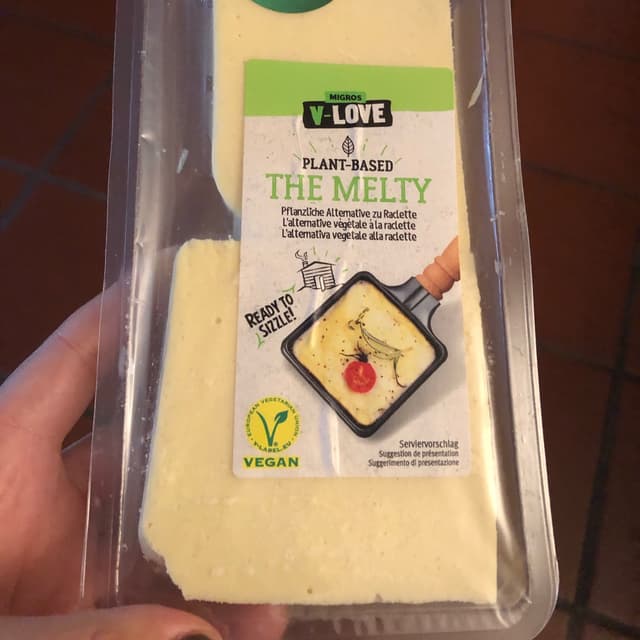 MIGROS
V-LOVE
PLANT-BASED
THE MELTY
Pflanzliche Alternative zu Raclette
L'alternative végétale à la raclette
L'alternativa vegetale alla raclette
READY TO
SIZZLE!
EUROPEAN VEGETARIAN UNION
V-LABEL.EU
VEGAN
Serviervorschlag
Suggestion de présentation
Suggerimento di presentazione